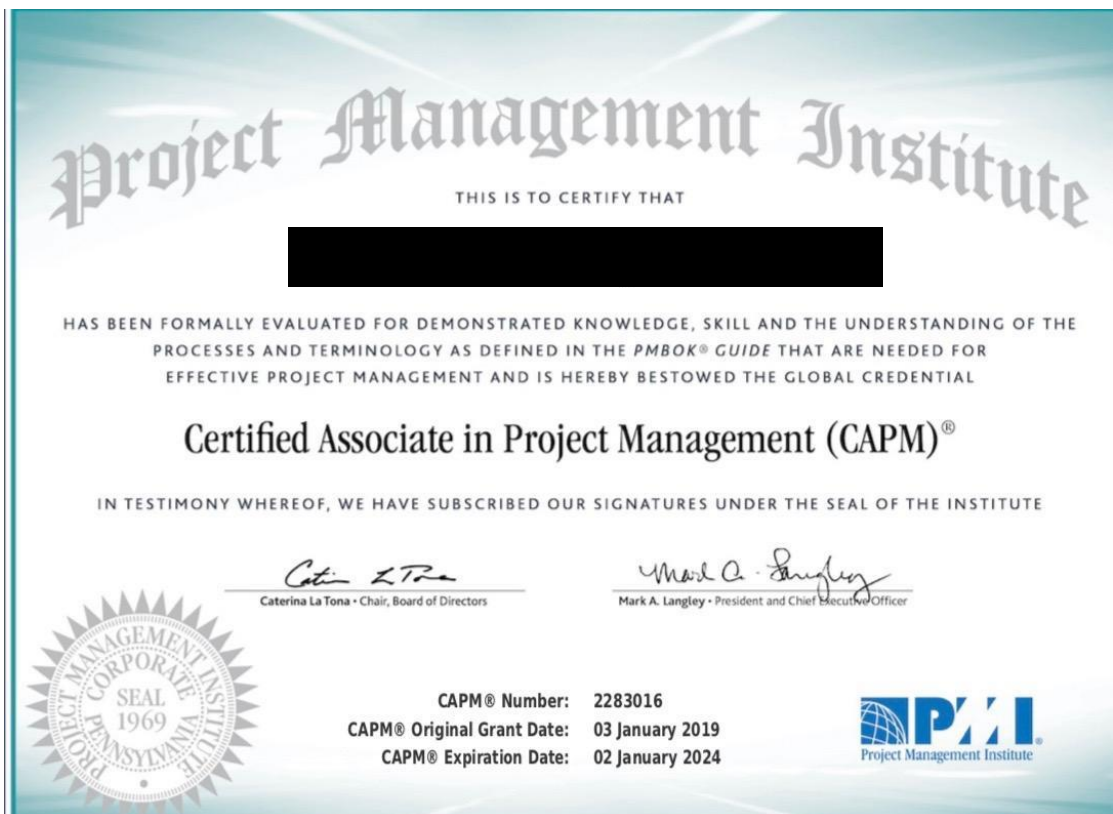 Project Management Institute
THIS IS TO CERTIFY THAT
HAS BEEN FORMALLY EVALUATED FOR DEMONSTRATED KNOWLEDGE, SKILL AND THE UNDERSTANDING OF THE
PROCESSES AND TERMINOLOGY AS DEFINED IN THE PMBOK® GUIDE THAT ARE NEEDED FOR
EFFECTIVE PROJECT MANAGEMENT AND IS HEREBY BESTOWED THE GLOBAL CREDENTIAL
Certified Associate in Project Management (CAPM)®
IN TESTIMONY WHEREOF, WE HAVE SUBSCRIBED OUR SIGNATURES UNDER THE SEAL OF THE INSTITUTE
Caterina La Tona • Chair, Board of Directors
Mark A. Langley
Mark A. Langley • President and Chief Executive Officer
PROJECT MANAGEMENT INSTITUTE
CORPORATE
SEAL
1969
PENNSYLVANIA
CAPM® Number: 2283016
CAPM® Original Grant Date: 03 January 2019
CAPM® Expiration Date: 02 January 2024
PMI®
Project Management Institute